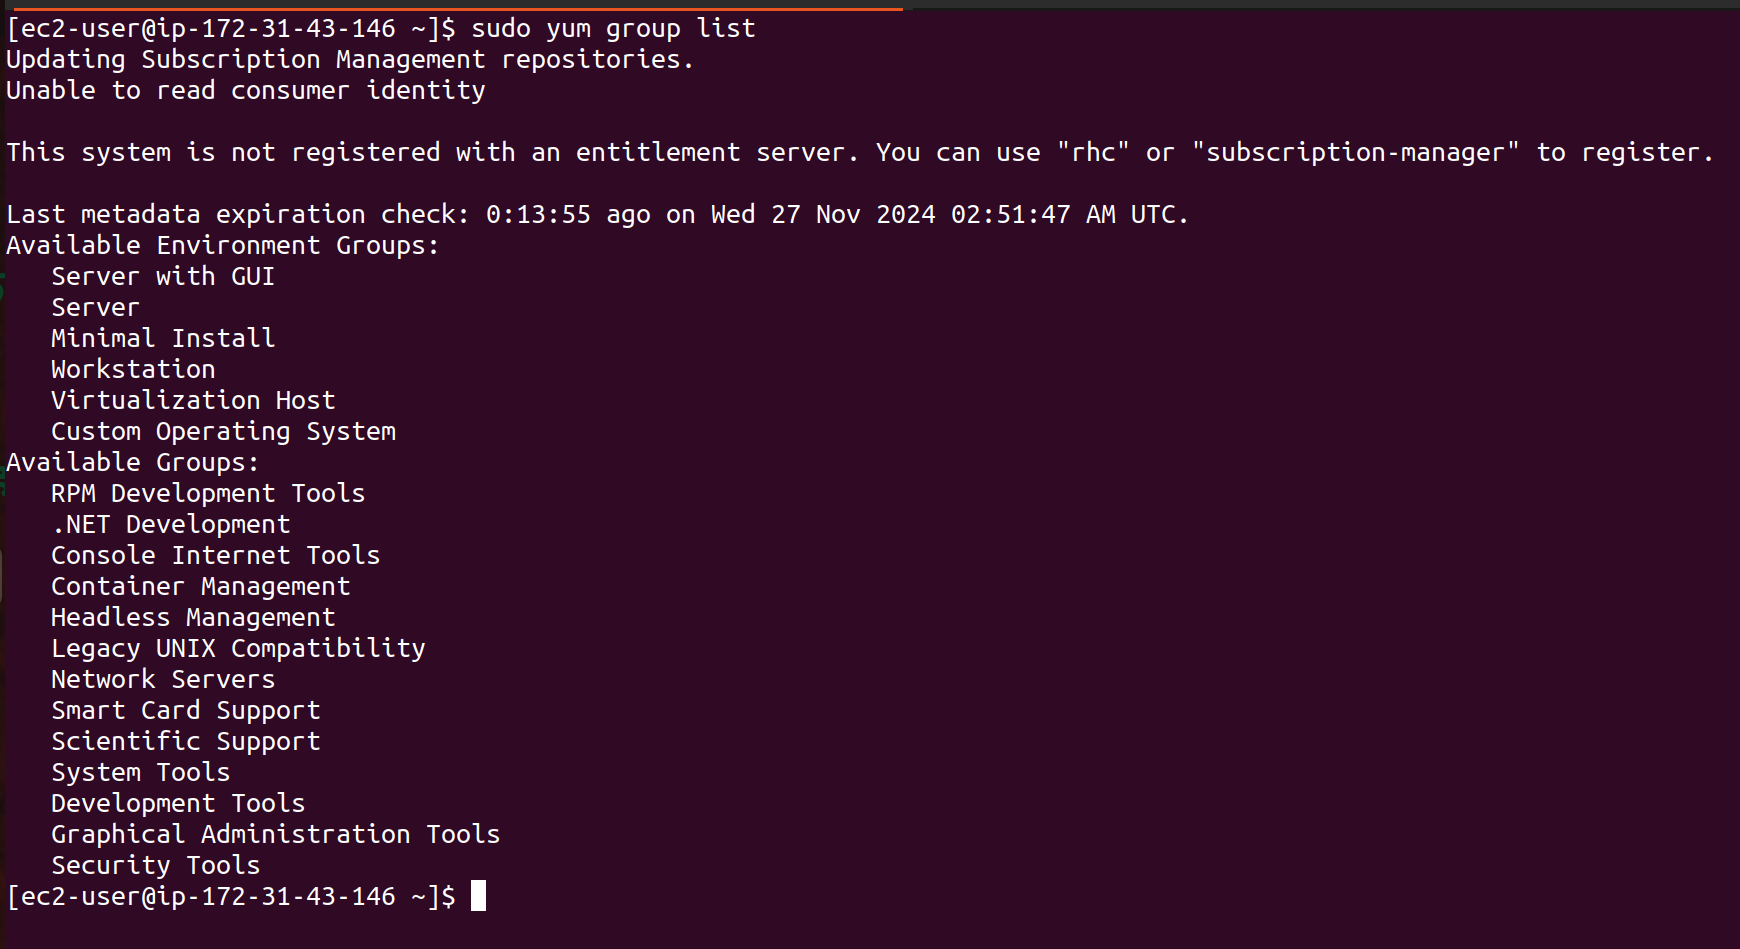 [ec2-user@ip-172-31-43-146 ~]$ sudo yum group list
Updating Subscription Management repositories.
Unable to read consumer identity
This system is not registered with an entitlement server. You can use "rhc" or "subscription-manager" to register.
Last metadata expiration check: 0:13:55 ago on Wed 27 Nov 2024 02:51:47 AM UTC.
Available Environment Groups:
Server with GUI
Server
Minimal Install
Workstation
Virtualization Host
Custom Operating System
Available Groups:
RPM Development Tools
.NET Development
Console Internet Tools
Container Management
Headless Management
Legacy UNIX Compatibility
Network Servers
Smart Card Support
Scientific Support
System Tools
Development Tools
Graphical Administration Tools
Security Tools
[ec2-user@ip-172-31-43-146 ~]$